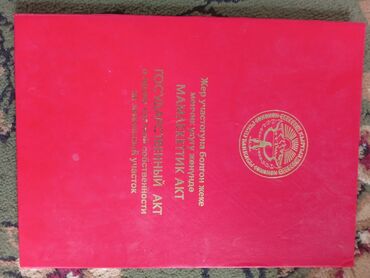 Жер участогуна болгон жеке
менчик укугу жөнүндө
МАМЛЕКЕТТИК АКТ
ГОСУДАРСТВЕННЫЙ АКТ
о праве частной собственности
на земельный участок